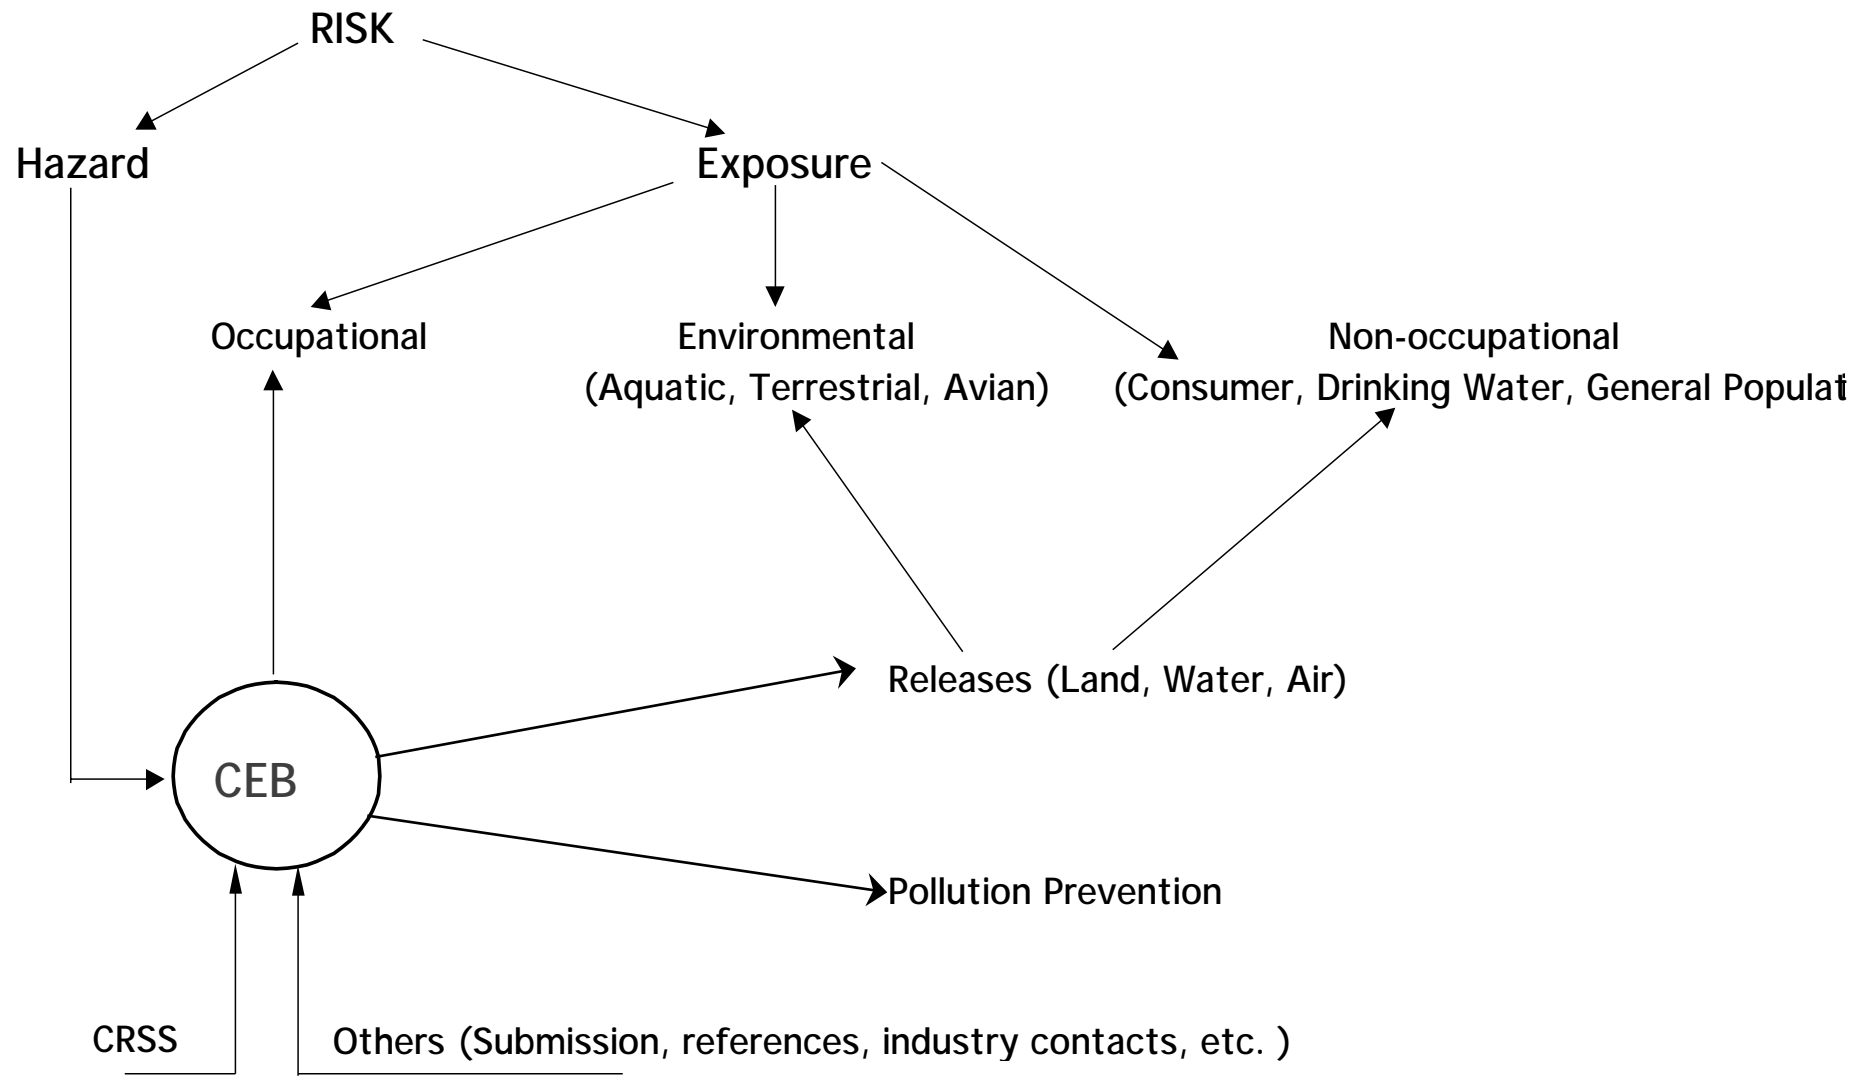 RISK
Hazard
Exposure
Occupational
Environmental
Non-occupational
(Aquatic, Terrestrial, Avian)
(Consumer, Drinking Water, General Populat
Releases (Land, Water, Air)
CEB
Pollution Prevention
CRSS
Others (Submission, references, industry contacts, etc. )